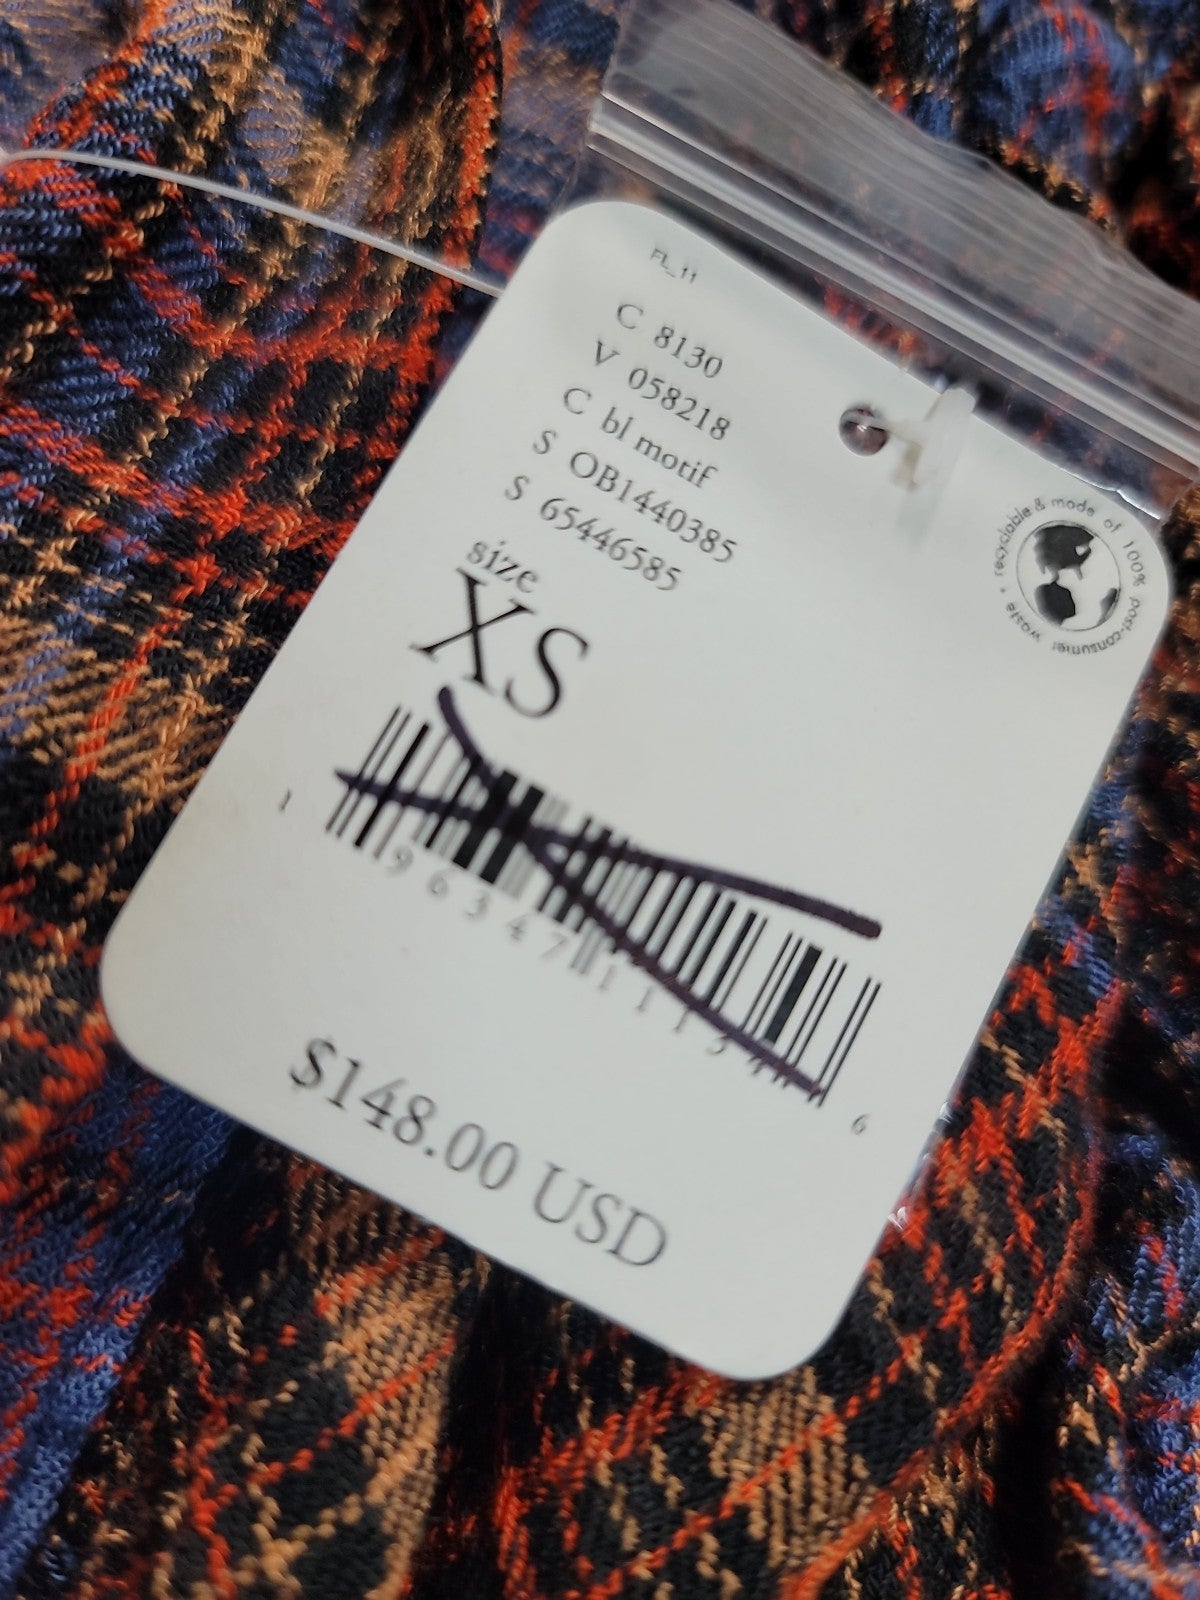 FL_11
C 8130
V 058218
C bl motif
S OB1440385
S 65446585
recyclable & made of 100% post-consumer waste •
size
XS
1 96347 11134 6
$148.00 USD